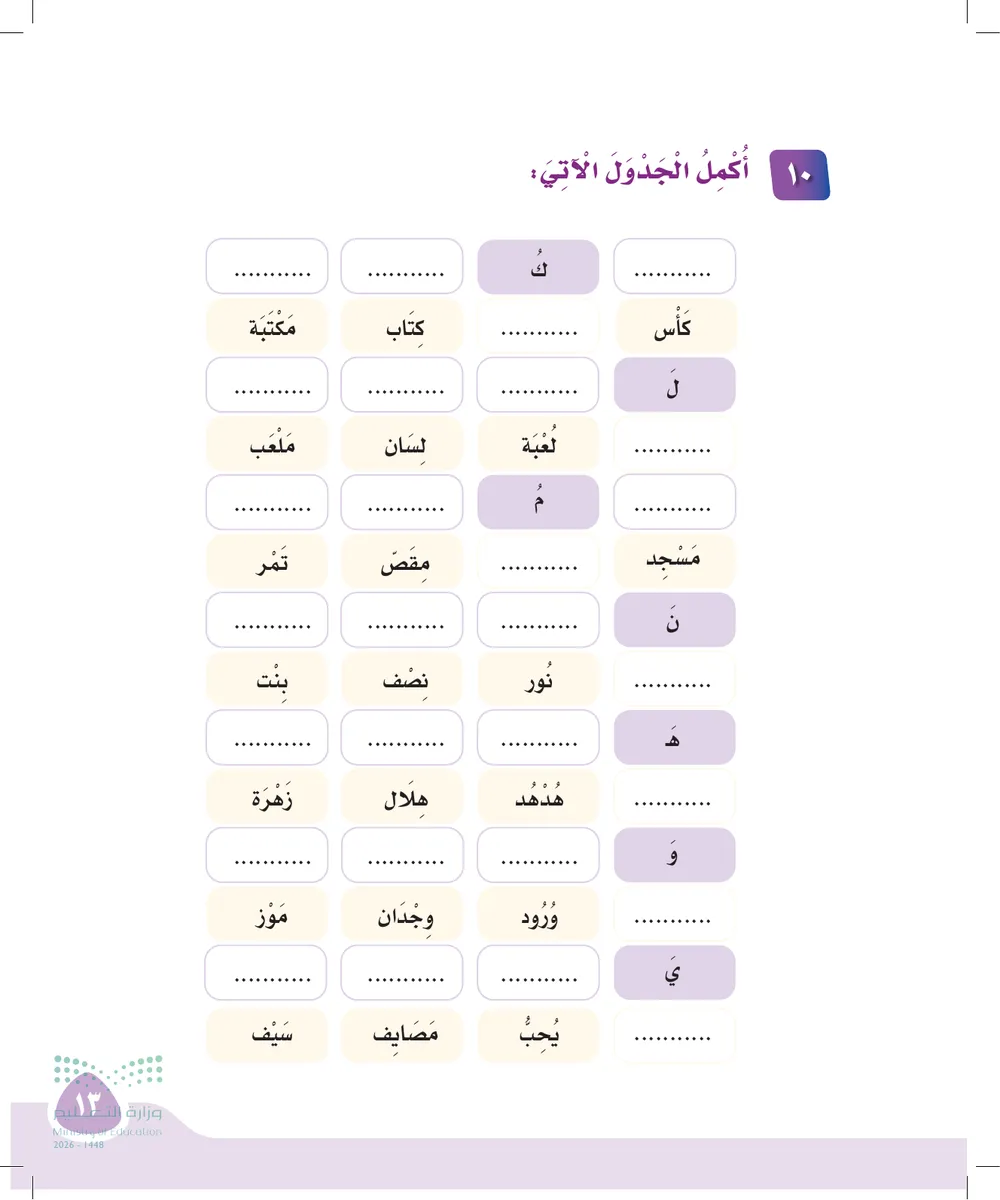 ١٠ أُكْمِلُ الْجَدْوَلَ الْآتِيَ:
........... كُ ........... ...........
كَأْس ........... كِتَاب مَكْتَبَة
لَ ........... ........... ...........
........... لُعْبَة لِسَان مَلْعَب
........... مُ ........... ...........
مَسْجِد ........... مِقَصّ تَمْر
نَ ........... ........... ...........
........... نُور نِصْف بِنْت
هَـ ........... ........... ...........
........... هُدْهُد هِلَال زَهْرَة
وَ ........... ........... ...........
........... وُرُود وِجْدَان مَوْز
يَ ........... ........... ...........
........... يُحِبُّ مَصَايِف سَيْف
١٣
وزارة التعليم
Ministry of Education
2026 - 1448